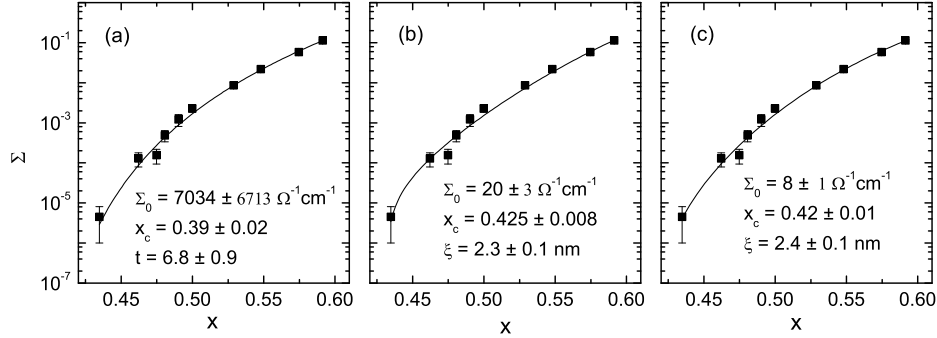 (a)
(b)
(c)
Σ
10⁻¹
10⁻³
10⁻⁵
10⁻⁷
Σ₀ = 7034 ± 6713 Ω⁻¹cm⁻¹
x_c = 0.39 ± 0.02
t = 6.8 ± 0.9
Σ₀ = 20 ± 3 Ω⁻¹cm⁻¹
x_c = 0.425 ± 0.008
ξ = 2.3 ± 0.1 nm
Σ₀ = 8 ± 1 Ω⁻¹cm⁻¹
x_c = 0.42 ± 0.01
ξ = 2.4 ± 0.1 nm
0.45 0.50 0.55 0.60
0.45 0.50 0.55 0.60
0.45 0.50 0.55 0.60
x
x
x